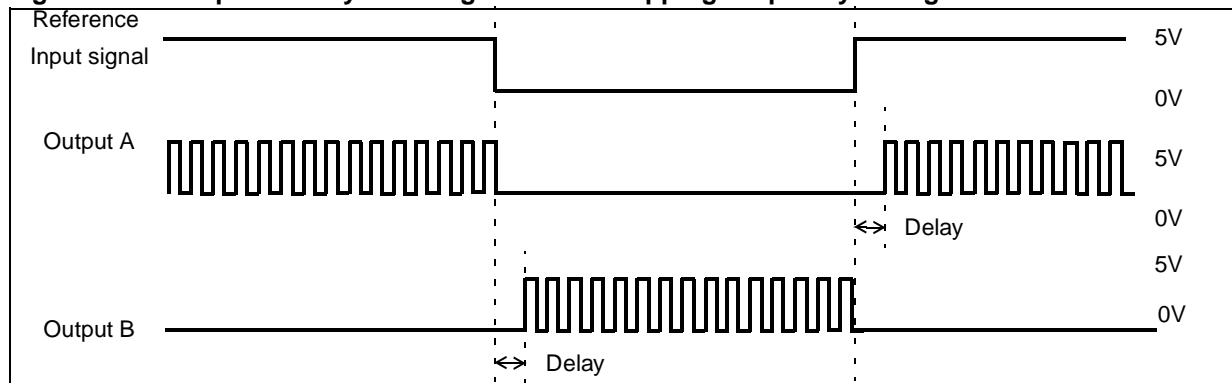 Reference
Input signal
5V
0V
Output A
5V
0V
Delay
5V
Output B
0V
Delay